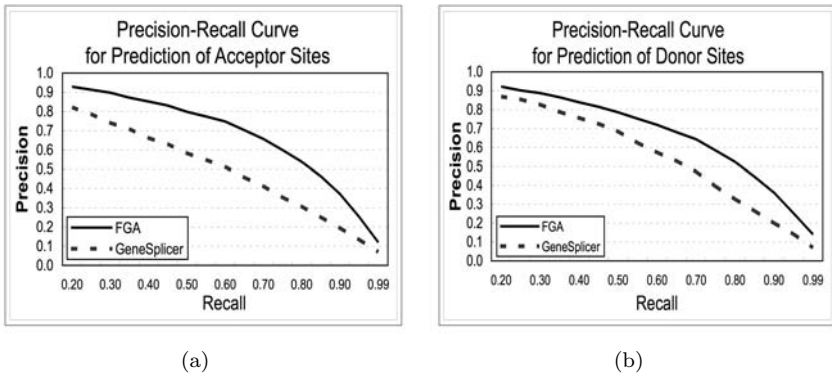 Precision-Recall Curve
for Prediction of Acceptor Sites
Precision
1.0
0.9
0.8
0.7
0.6
0.5
0.4
0.3
0.2
0.1
0.0
FGA
GeneSplicer
0.20 0.30 0.40 0.50 0.60 0.70 0.80 0.90 0.99
Recall
(a)
Precision-Recall Curve
for Prediction of Donor Sites
Precision
1.0
0.9
0.8
0.7
0.6
0.5
0.4
0.3
0.2
0.1
0.0
FGA
GeneSplicer
0.20 0.30 0.40 0.50 0.60 0.70 0.80 0.90 0.99
Recall
(b)